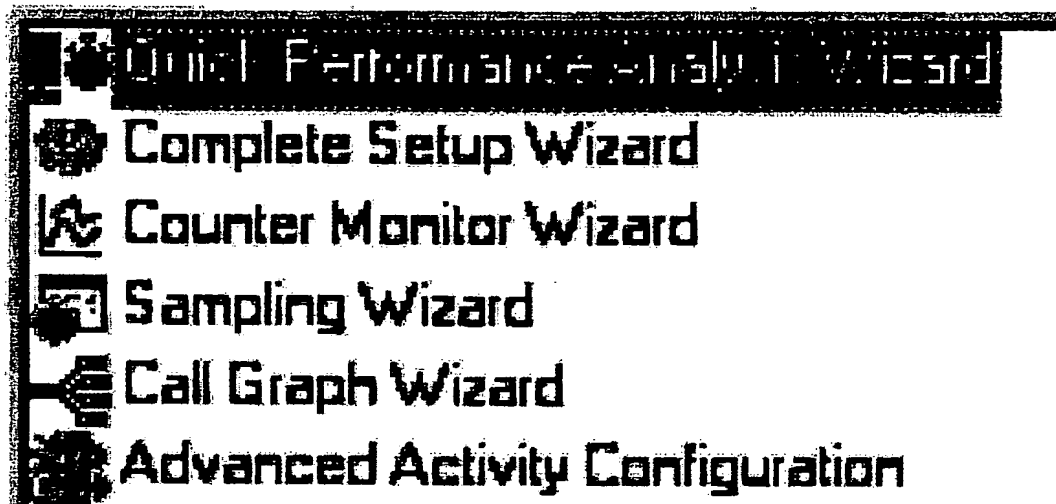 Quick Performance Analysis Wizard
Complete Setup Wizard
Counter Monitor Wizard
Sampling Wizard
Call Graph Wizard
Advanced Activity Configuration